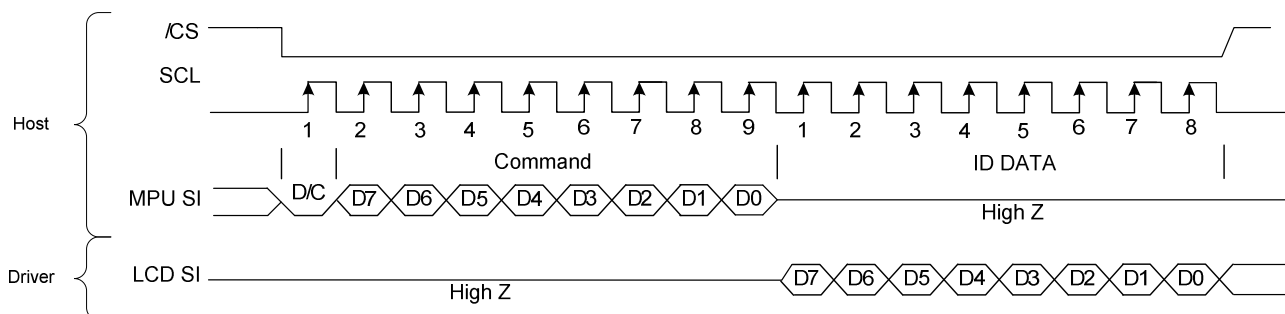 /CS
SCL
Host
1 2 3 4 5 6 7 8 9 1 2 3 4 5 6 7 8
Command ID DATA
MPU SI D/C D7 D6 D5 D4 D3 D2 D1 D0
High Z
Driver LCD SI D7 D6 D5 D4 D3 D2 D1 D0
High Z